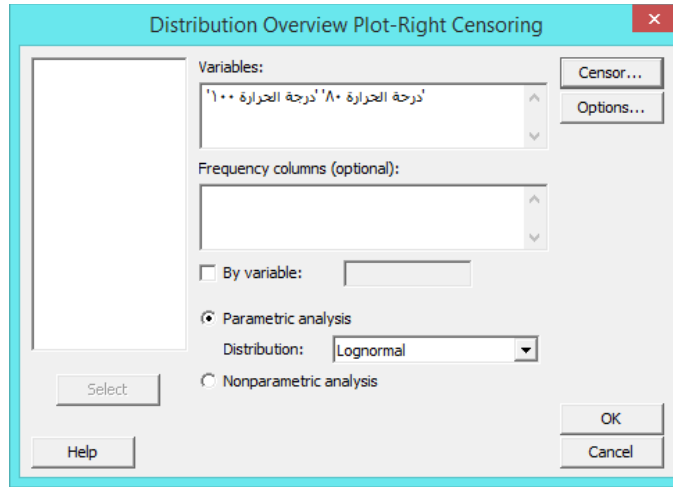 Distribution Overview Plot-Right Censoring
x
Variables:
'درحة الحرارة ٨٠' 'درجة الحرارة ١٠٠'
Censor...
Options...
Frequency columns (optional):
By variable:
Parametric analysis
Distribution: Lognormal
Nonparametric analysis
Select
OK
Help
Cancel